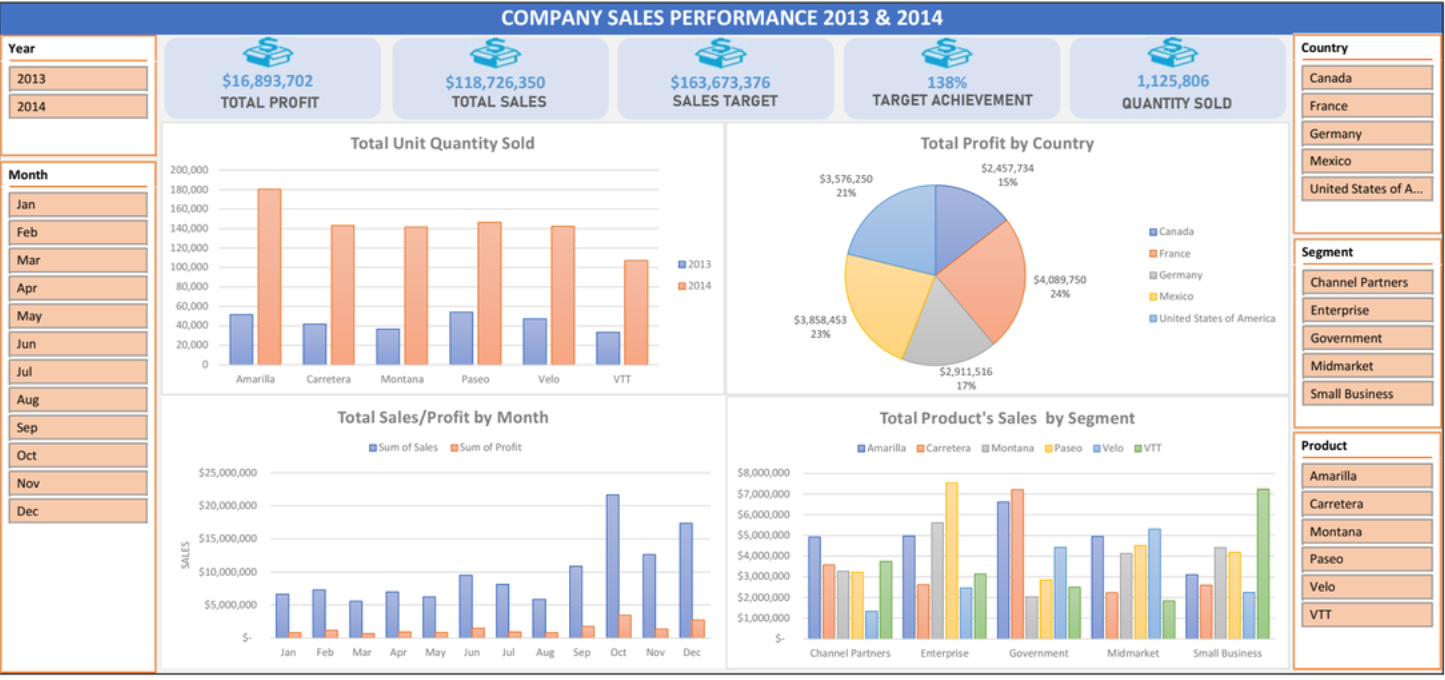 COMPANY SALES PERFORMANCE 2013 & 2014
Year
2013
2014
Month
Jan
Feb
Mar
Apr
May
Jun
Jul
Aug
Sep
Oct
Nov
Dec
$16,893,702
TOTAL PROFIT
$118,726,350
TOTAL SALES
$163,673,376
SALES TARGET
138%
TARGET ACHIEVEMENT
1,125,806
QUANTITY SOLD
Total Unit Quantity Sold
200,000
180,000
160,000
140,000
120,000
100,000
80,000
60,000
40,000
20,000
0
Amarilla Carretera Montana Paseo Velo VTT
2013
2014
Total Profit by Country
$2,457,734
15%
$3,576,250
21%
$4,089,750
24%
$3,858,453
23%
$2,911,516
17%
Canada
France
Germany
Mexico
United States of America
Total Sales/Profit by Month
Sum of Sales Sum of Profit
SALES
$25,000,000
$20,000,000
$15,000,000
$10,000,000
$5,000,000
$-
Jan Feb Mar Apr May Jun Jul Aug Sep Oct Nov Dec
Total Product's Sales by Segment
Amarilla Carretera Montana Paseo Velo VTT
$8,000,000
$7,000,000
$6,000,000
$5,000,000
$4,000,000
$3,000,000
$2,000,000
$1,000,000
$-
Channel Partners Enterprise Government Midmarket Small Business
Country
Canada
France
Germany
Mexico
United States of A...
Segment
Channel Partners
Enterprise
Government
Midmarket
Small Business
Product
Amarilla
Carretera
Montana
Paseo
Velo
VTT